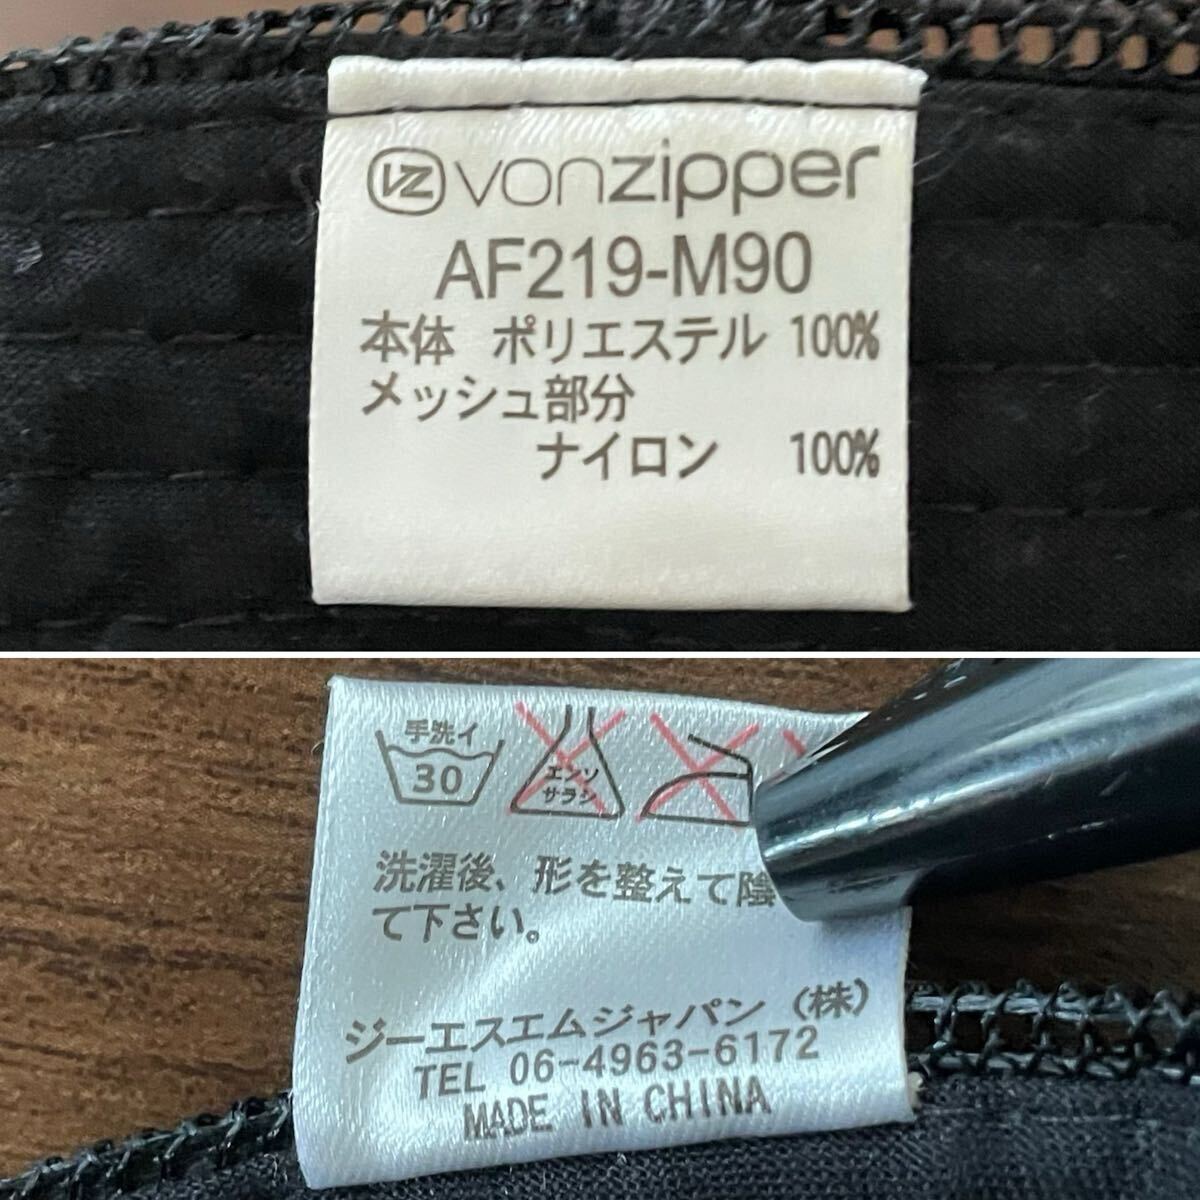 VZ vonzipper
AF219-M90
本体 ポリエステル 100%
メッシュ部分
ナイロン 100%
手洗イ
30
エンソ
サラシ
洗濯後、形を整えて陰
て下さい。
ジーエスエムジャパン(株)
TEL 06-4963-6172
MADE IN CHINA